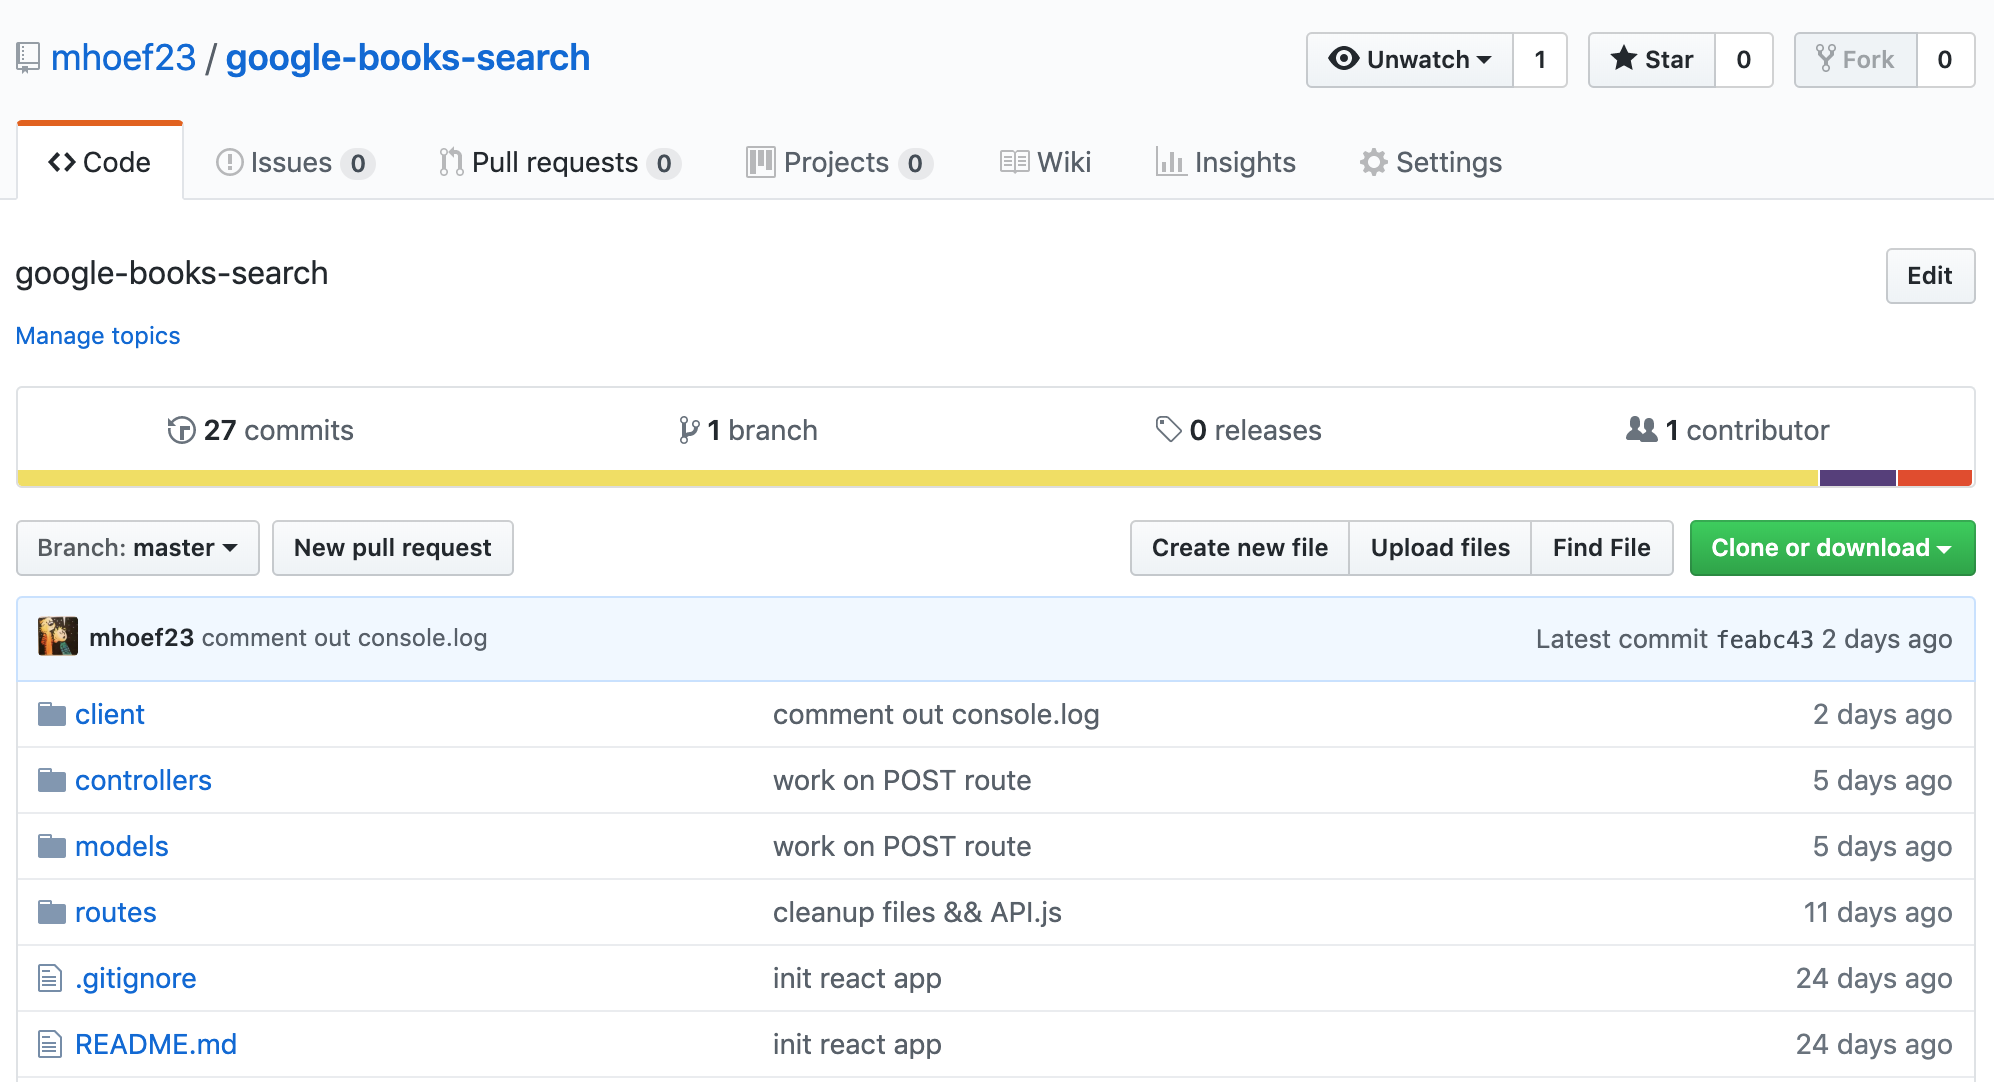 mhoef23 / google-books-search Unwatch 1 Star 0 Fork 0
Code Issues 0 Pull requests 0 Projects 0 Wiki Insights Settings
google-books-search Edit
Manage topics
27 commits 1 branch 0 releases 1 contributor
Branch: master New pull request Create new file Upload files Find File Clone or download
mhoef23 comment out console.log Latest commit feabc43 2 days ago
client comment out console.log 2 days ago
controllers work on POST route 5 days ago
models work on POST route 5 days ago
routes cleanup files && API.js 11 days ago
.gitignore init react app 24 days ago
README.md init react app 24 days ago